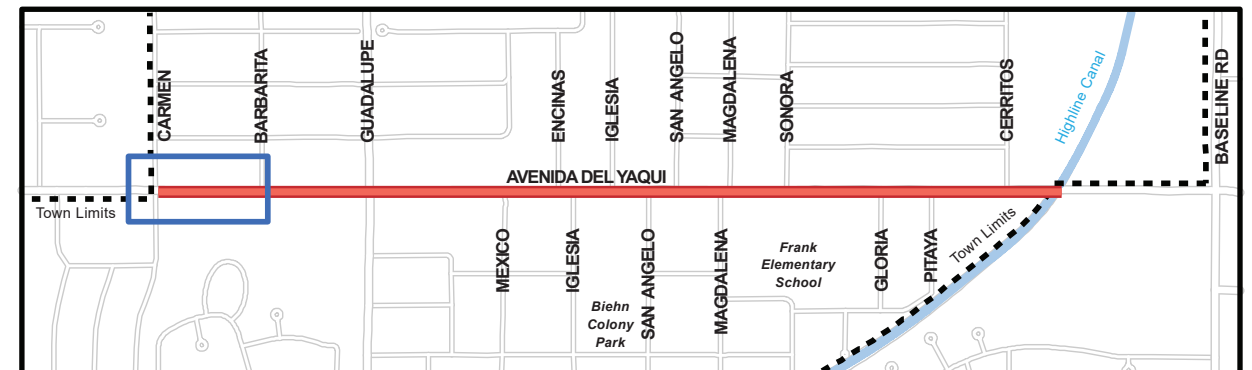 CARMEN
BARBARITA
GUADALUPE
ENCINAS
IGLESIA
SAN ANGELO
MAGDALENA
SONORA
CERRITOS
Highline Canal
BASELINE RD
AVENIDA DEL YAQUI
Town Limits
MEXICO
IGLESIA
Biehn
Colony
Park
SAN ANGELO
MAGDALENA
Frank
Elementary
School
GLORIA
PITAYA
Town Limits